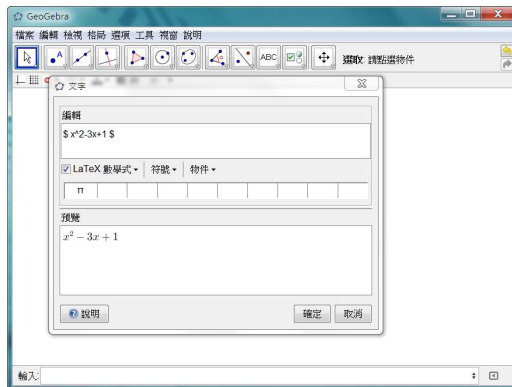 GeoGebra
檔案 編輯 檢視 格局 選項 工具 視窗 說明
A ABC 選取: 請點選物件
文字
編輯
$ x^2-3x+1 $
LaTeX 數學式 符號 物件
π
預覽
x² − 3x + 1
說明 確定 取消
輸入: